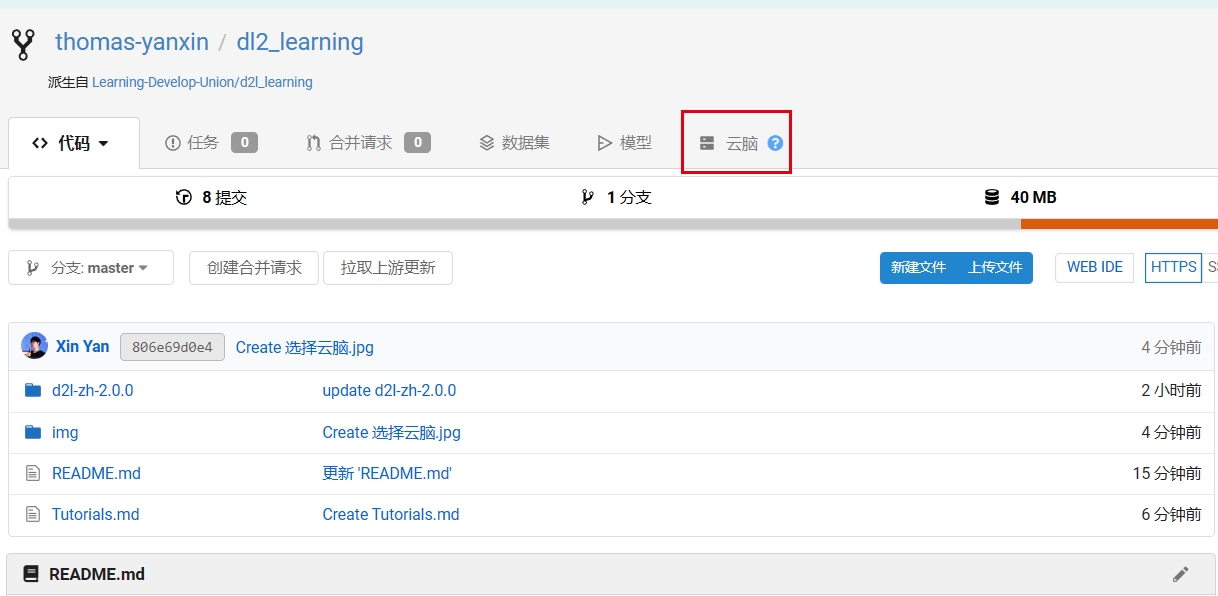 thomas-yanxin / dl2_learning
派生自 Learning-Develop-Union/d2l_learning
代码 任务 0 合并请求 0 数据集 模型 云脑 ?
8 提交 1 分支 40 MB
分支: master 创建合并请求 拉取上游更新 新建文件 上传文件 WEB IDE HTTPS
Xin Yan 806e69d0e4 Create 选择云脑.jpg 4 分钟前
d2l-zh-2.0.0 update d2l-zh-2.0.0 2 小时前
img Create 选择云脑.jpg 4 分钟前
README.md 更新 'README.md' 15 分钟前
Tutorials.md Create Tutorials.md 6 分钟前
README.md